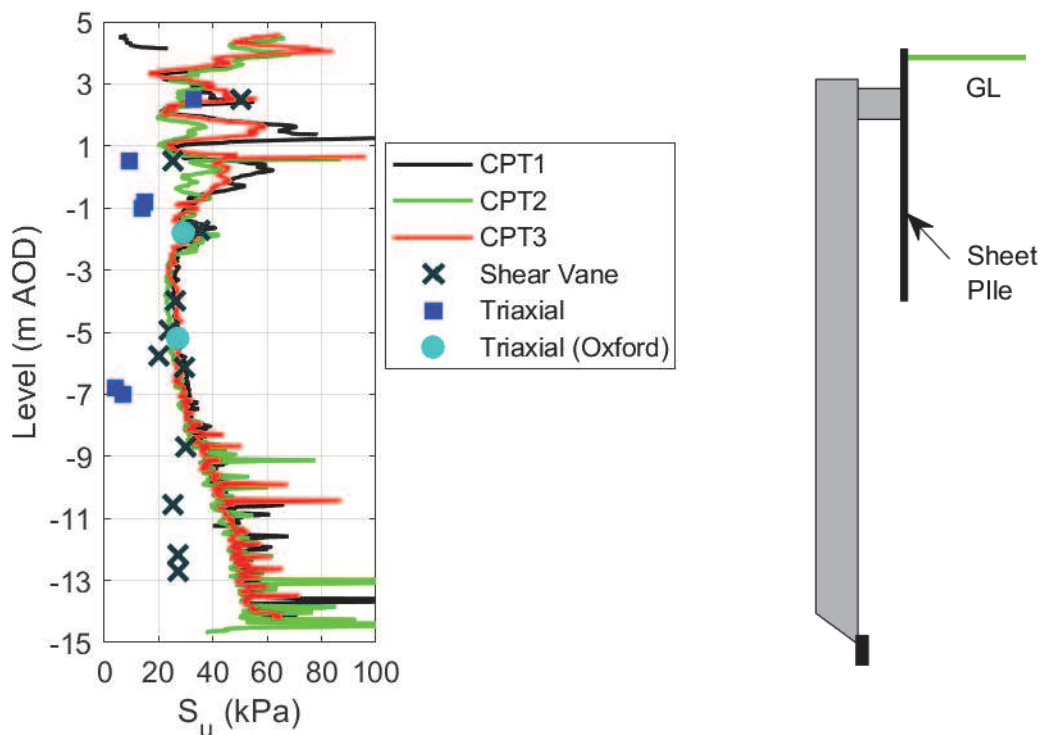 5
3
1
-1
-3
-5
-7
-9
-11
-13
-15
Level (m AOD)
0 20 40 60 80 100
S_u (kPa)
CPT1
CPT2
CPT3
Shear Vane
Triaxial
Triaxial (Oxford)
GL
Sheet
PIle